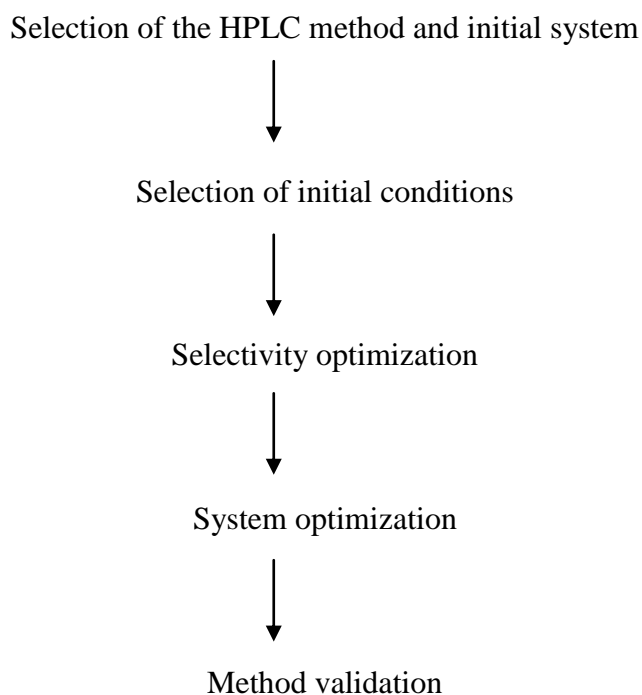 Selection of the HPLC method and initial system
Selection of initial conditions
Selectivity optimization
System optimization
Method validation